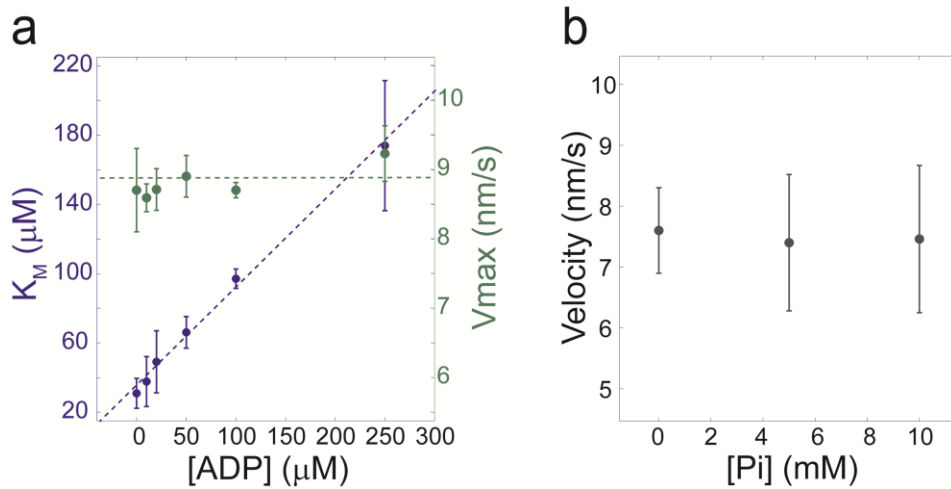 a
220
180
140
100
60
20
K_M (μM)
10
9
8
7
6
Vmax (nm/s)
0 50 100 150 200 250 300
[ADP] (μM)
b
10
9
8
7
6
5
Velocity (nm/s)
0 2 4 6 8 10
[Pi] (mM)